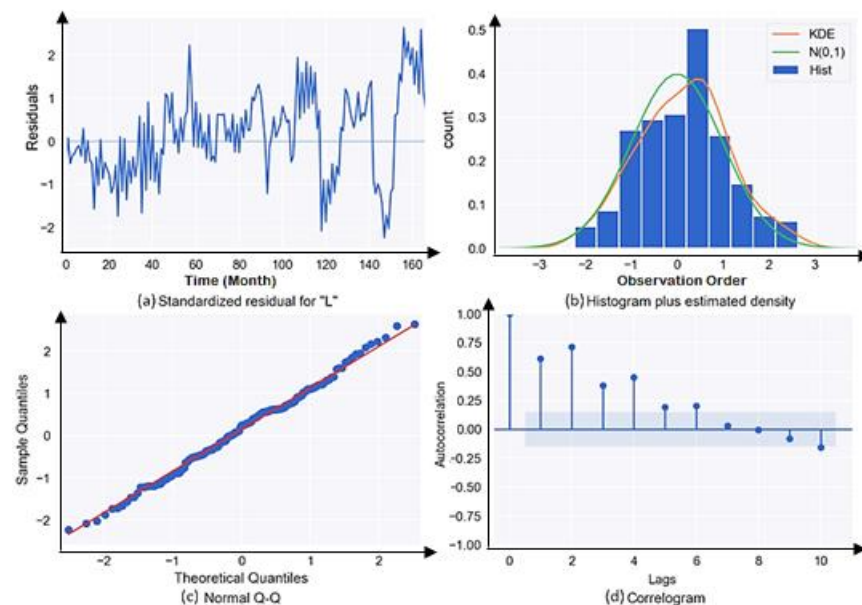 Residuals
2
1
0
−1
−2
0 20 40 60 80 100 120 140 160
Time (Month)
(a) Standardized residual for "L"
count
0.5
0.4
0.3
0.2
0.1
0.0
KDE
N(0,1)
Hist
−3 −2 −1 0 1 2 3
Observation Order
(b) Histogram plus estimated density
Sample Quantiles
2
1
0
−1
−2
−2 −1 0 1 2
Theoretical Quantiles
(c) Normal Q-Q
Autocorrelation
1.00
0.75
0.50
0.25
0.00
−0.25
−0.50
−0.75
−1.00
0 2 4 6 8 10
Lags
(d) Correlogram